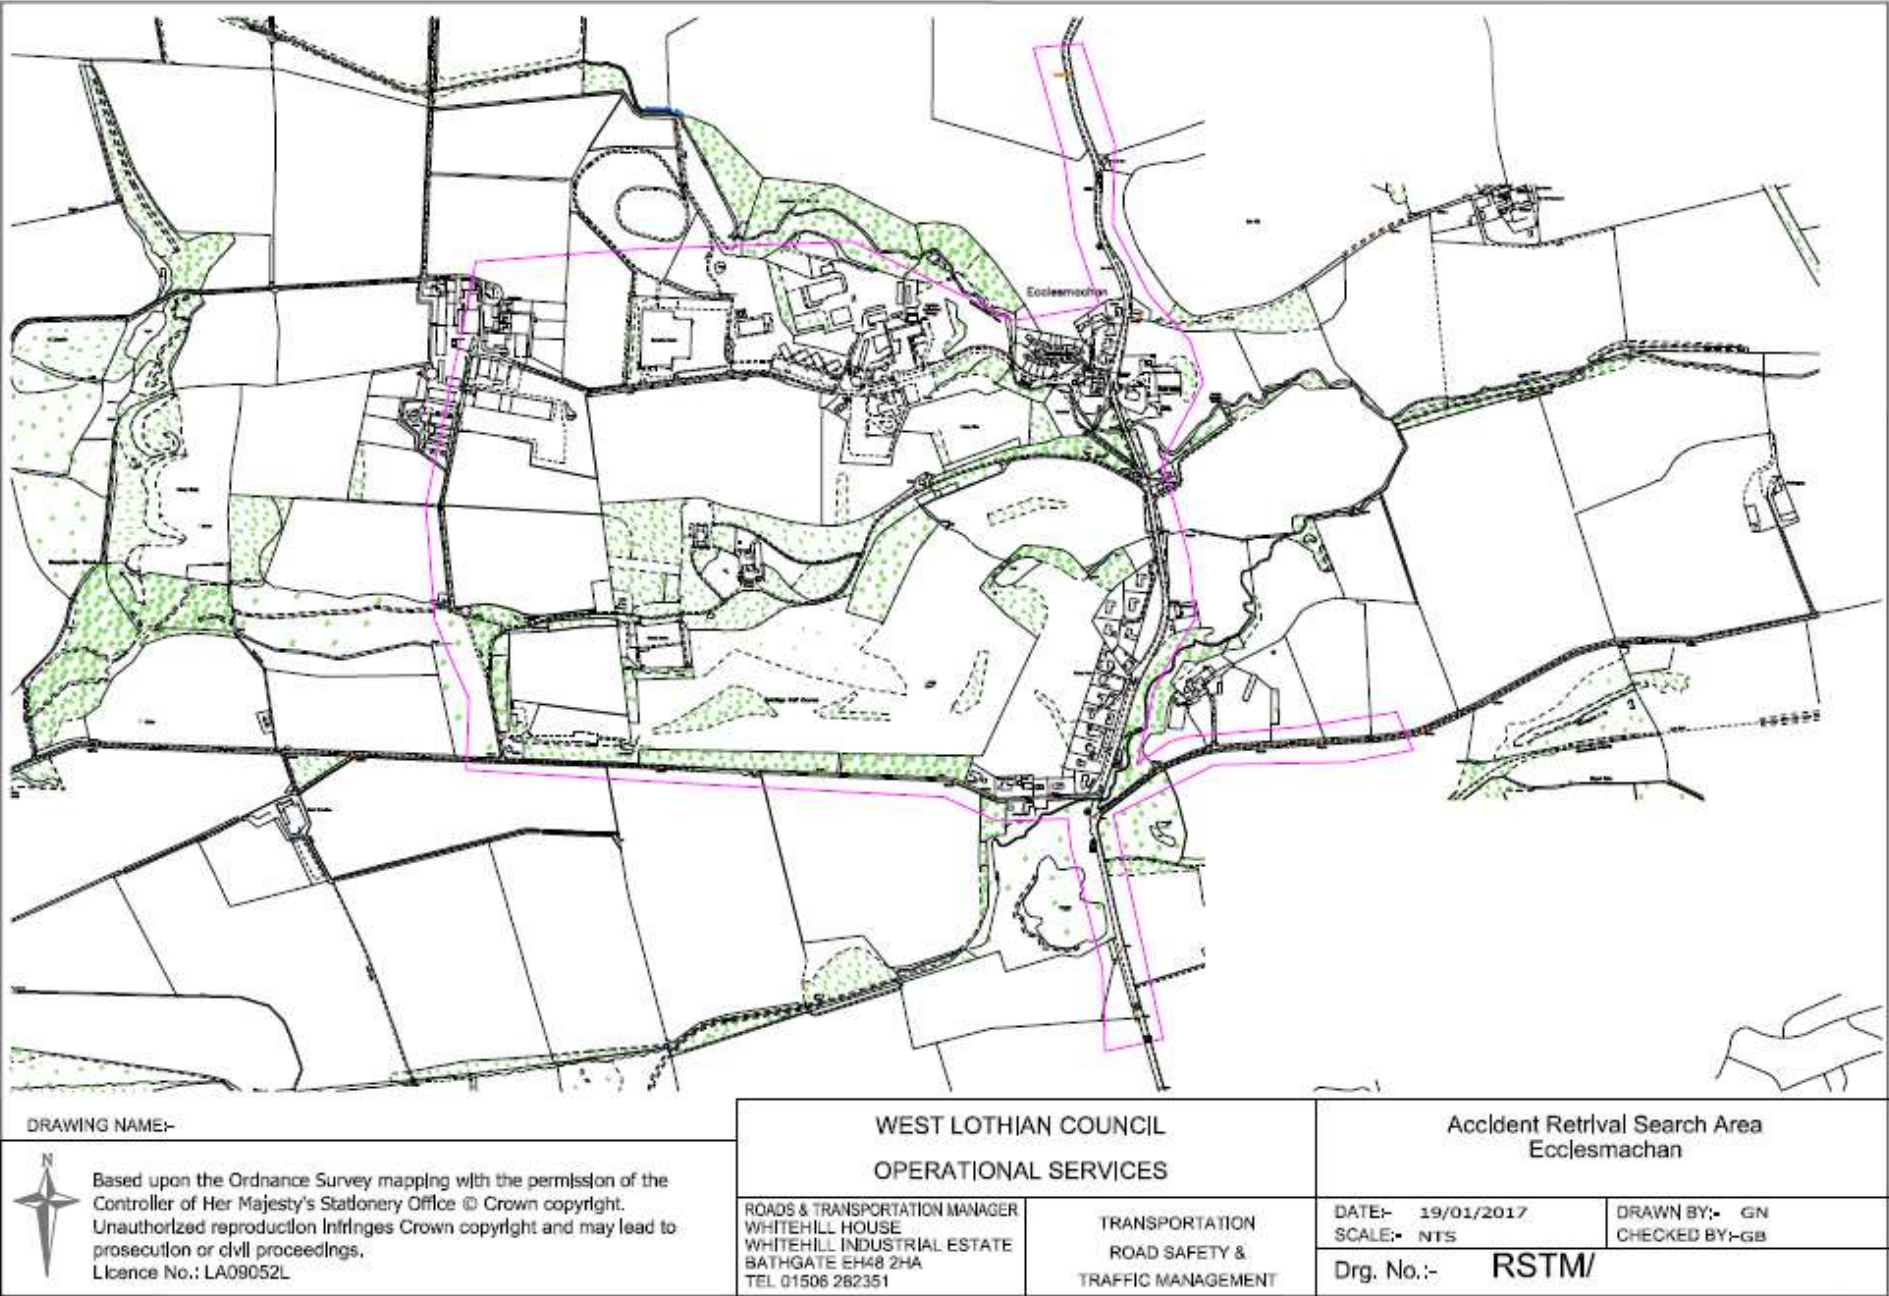 Ecclesmachan
DRAWING NAME:-
N
Based upon the Ordnance Survey mapping with the permission of the
Controller of Her Majesty's Stationery Office © Crown copyright.
Unauthorized reproduction infringes Crown copyright and may lead to
prosecution or civil proceedings.
Licence No.: LA09052L
WEST LOTHIAN COUNCIL
OPERATIONAL SERVICES
ROADS & TRANSPORTATION MANAGER
WHITEHILL HOUSE
WHITEHILL INDUSTRIAL ESTATE
BATHGATE EH48 2HA
TEL 01506 282351
TRANSPORTATION
ROAD SAFETY &
TRAFFIC MANAGEMENT
Accident Retrival Search Area
Ecclesmachan
DATE:- 19/01/2017
SCALE:- NTS
DRAWN BY:- GN
CHECKED BY:-GB
Drg. No.:- RSTM/